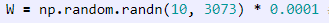 W = np.random.randn(10, 3073) * 0.0001